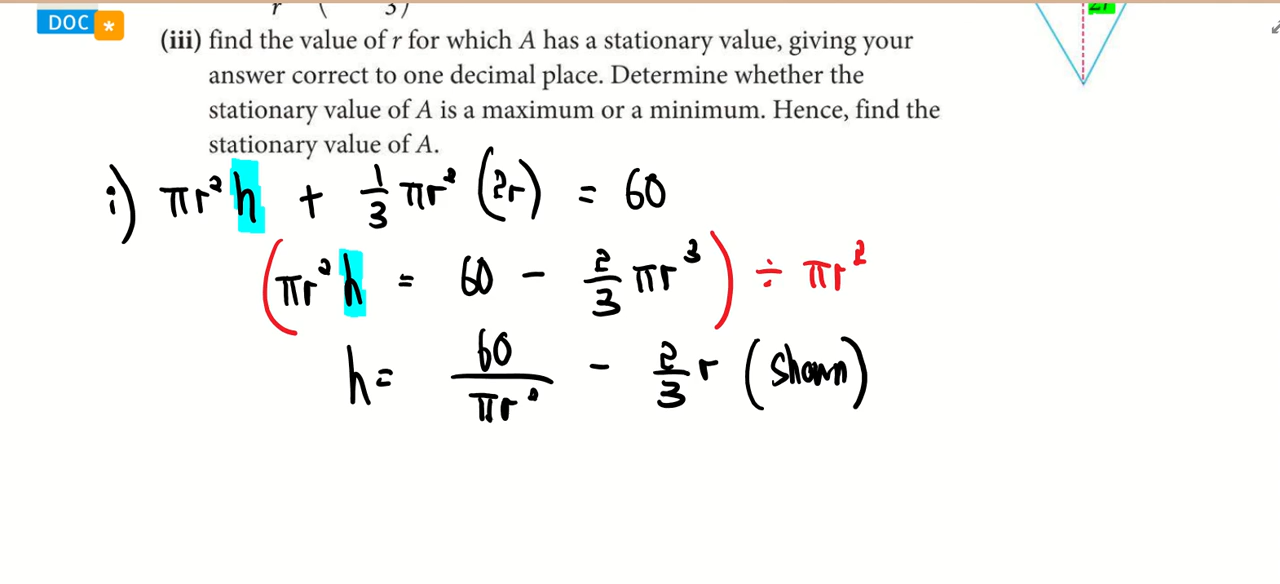 r ( 3)
DOC *
2r
(iii) find the value of r for which A has a stationary value, giving your
answer correct to one decimal place. Determine whether the
stationary value of A is a maximum or a minimum. Hence, find the
stationary value of A.
i) πr²h + 1/3 πr² (2r) = 60
(πr²h = 60 - 2/3 πr³) ÷ πr²
h = 60/πr² - 2/3 r (shown)